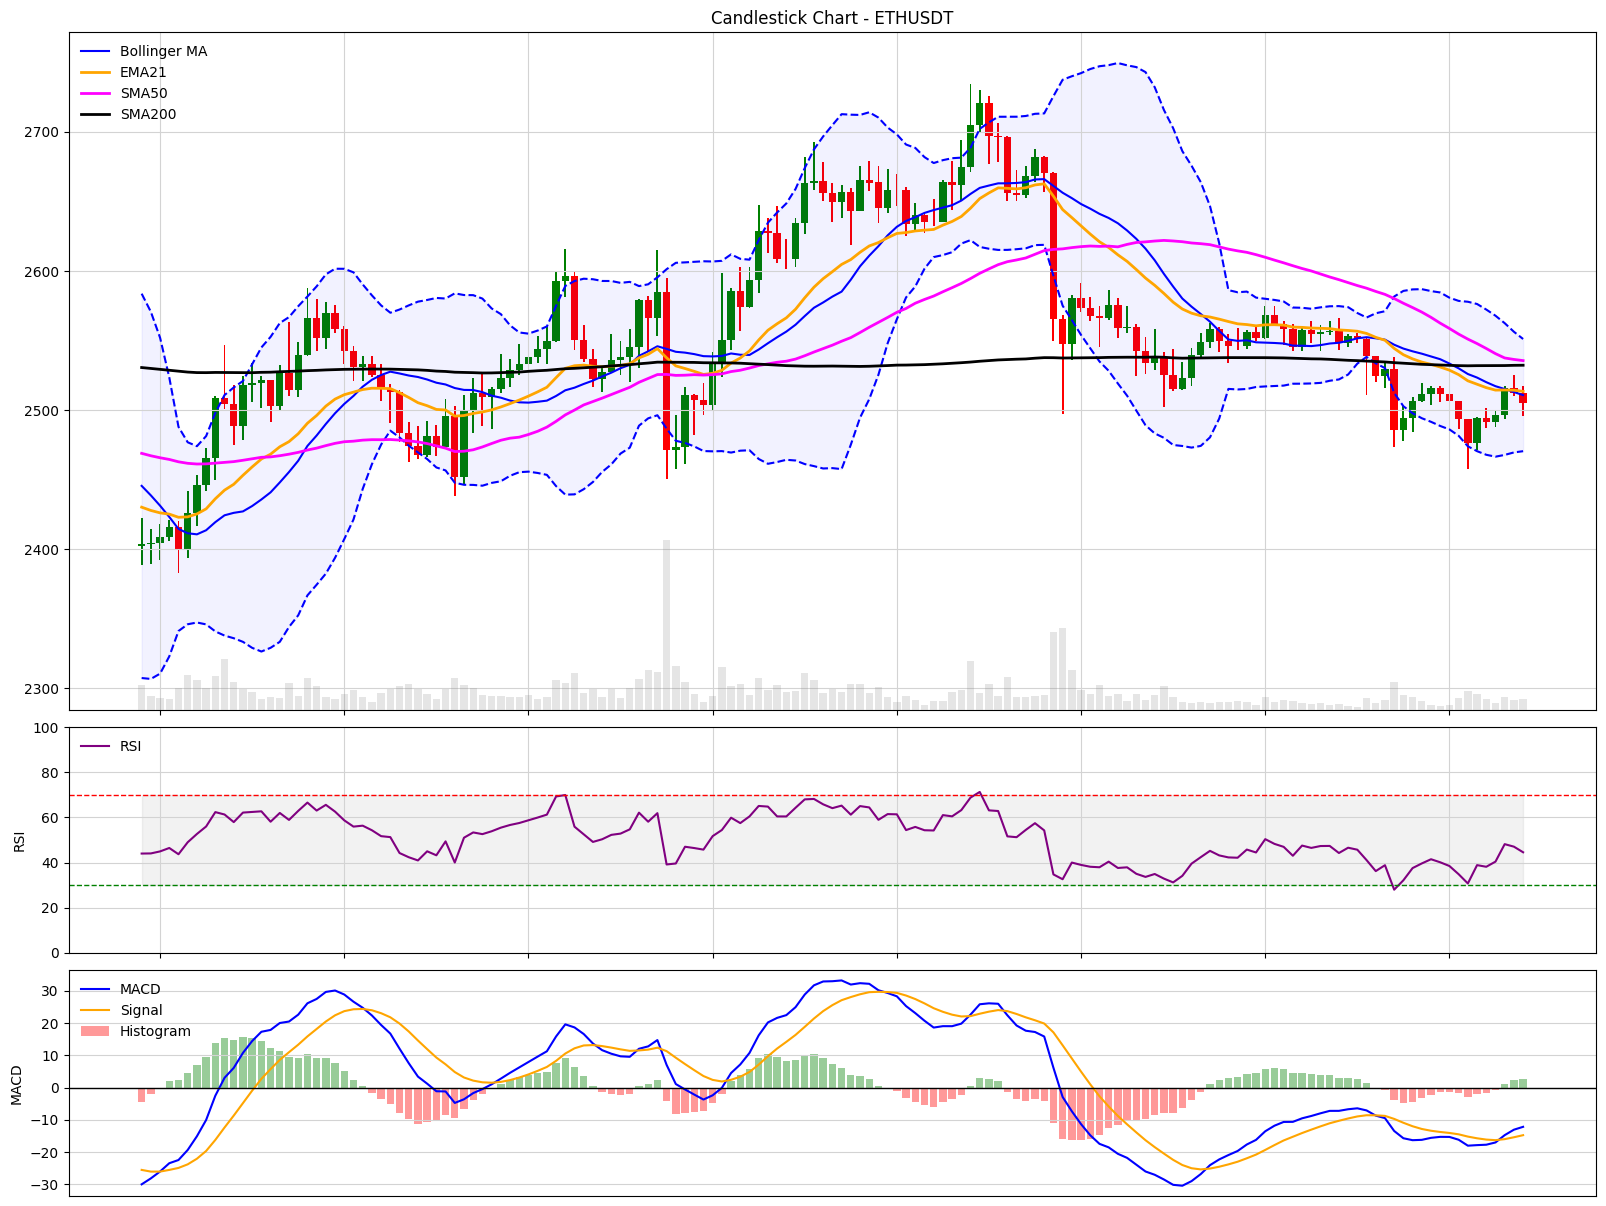 Candlestick Chart - ETHUSDT
Bollinger MA
EMA21
SMA50
SMA200
2700
2600
2500
2400
2300
100
80
60
40
20
0
RSI
RSI
30
20
10
0
−10
−20
−30
MACD
MACD
Signal
Histogram